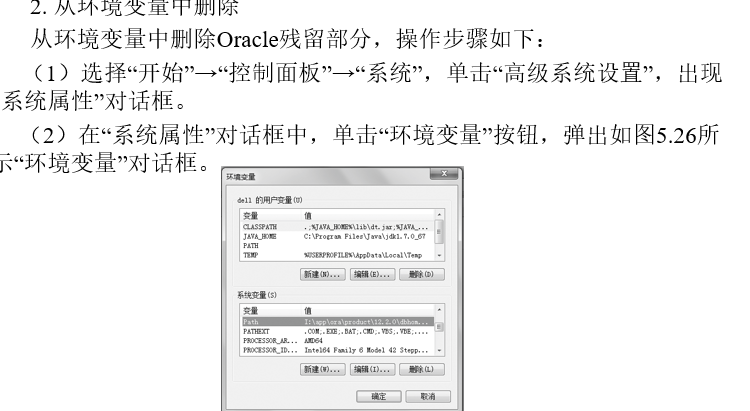 2. 从环境变量中删除
从环境变量中删除Oracle残留部分，操作步骤如下：
（1）选择“开始”→“控制面板”→“系统”，单击“高级系统设置”，出现
系统属性”对话框。
（2）在“系统属性”对话框中，单击“环境变量”按钮，弹出如图5.26所
示“环境变量”对话框。
环境变量
dell 的用户变量(U)
变量 值
CLASSPATH .;%JAVA_HOME%\lib\dt.jar;%JAVA_...
JAVA_HOME C:\Program Files\Java\jdk1.7.0_67
PATH
TEMP %USERPROFILE%\AppData\Local\Temp
新建(N)... 编辑(E)... 删除(D)
系统变量(S)
变量 值
Path I:\app\ora\product\12.2.0\dbhom...
PATHEXT .COM;.EXE;.BAT;.CMD;.VBS;.VBE;....
PROCESSOR_AR... AMD64
PROCESSOR_ID... Intel64 Family 6 Model 42 Stepp...
新建(W)... 编辑(I)... 删除(L)
确定 取消